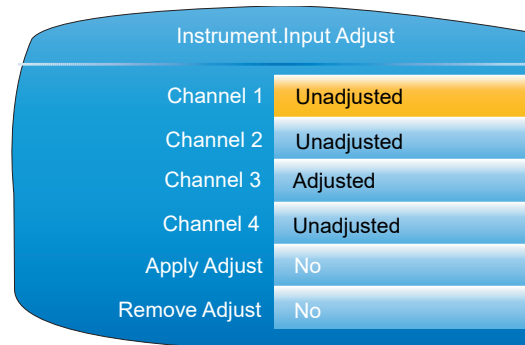 Instrument.Input Adjust
Channel 1 Unadjusted
Channel 2 Unadjusted
Channel 3 Adjusted
Channel 4 Unadjusted
Apply Adjust No
Remove Adjust No